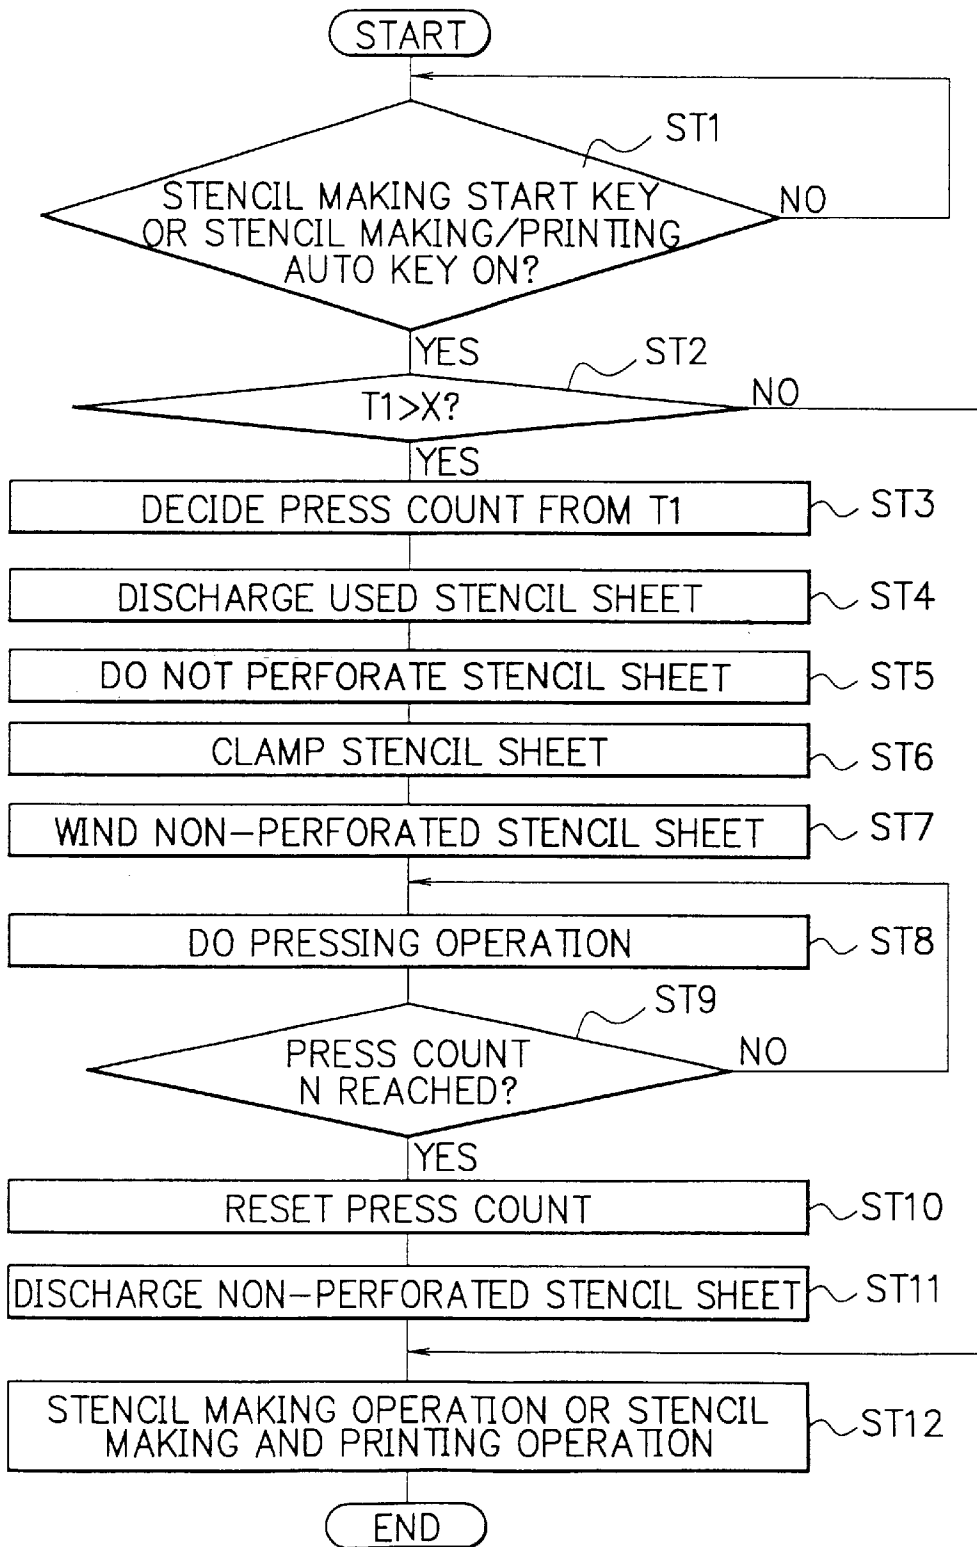 START
ST1
STENCIL MAKING START KEY
OR STENCIL MAKING/PRINTING
AUTO KEY ON?
NO
YES
ST2
T1>X?
NO
YES
DECIDE PRESS COUNT FROM T1
ST3
DISCHARGE USED STENCIL SHEET
ST4
DO NOT PERFORATE STENCIL SHEET
ST5
CLAMP STENCIL SHEET
ST6
WIND NON-PERFORATED STENCIL SHEET
ST7
DO PRESSING OPERATION
ST8
ST9
PRESS COUNT
N REACHED?
NO
YES
RESET PRESS COUNT
ST10
DISCHARGE NON-PERFORATED STENCIL SHEET
ST11
STENCIL MAKING OPERATION OR STENCIL
MAKING AND PRINTING OPERATION
ST12
END